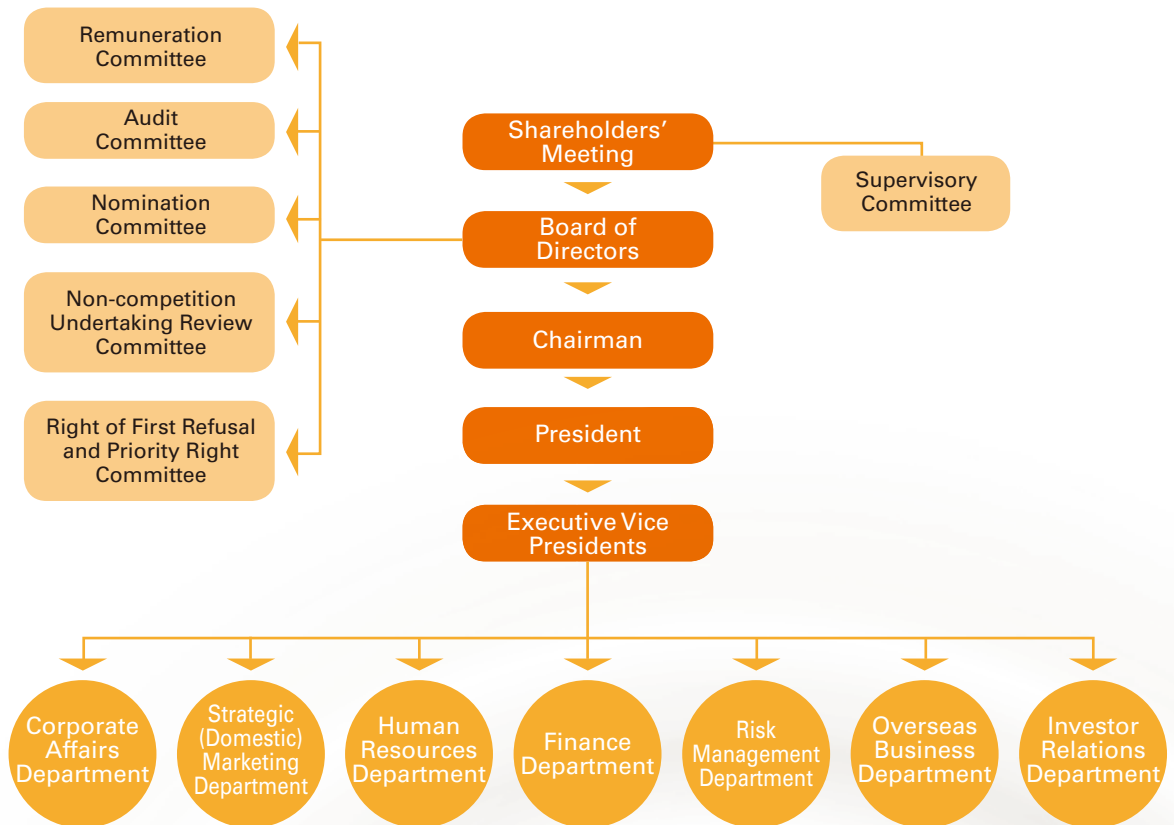 Remuneration
Committee
Audit
Committee
Nomination
Committee
Non-competition
Undertaking Review
Committee
Right of First Refusal
and Priority Right
Committee
Shareholders’
Meeting
Supervisory
Committee
Board of
Directors
Chairman
President
Executive Vice
Presidents
Corporate
Affairs
Department
Strategic
(Domestic)
Marketing
Department
Human
Resources
Department
Finance
Department
Risk
Management
Department
Overseas
Business
Department
Investor
Relations
Department